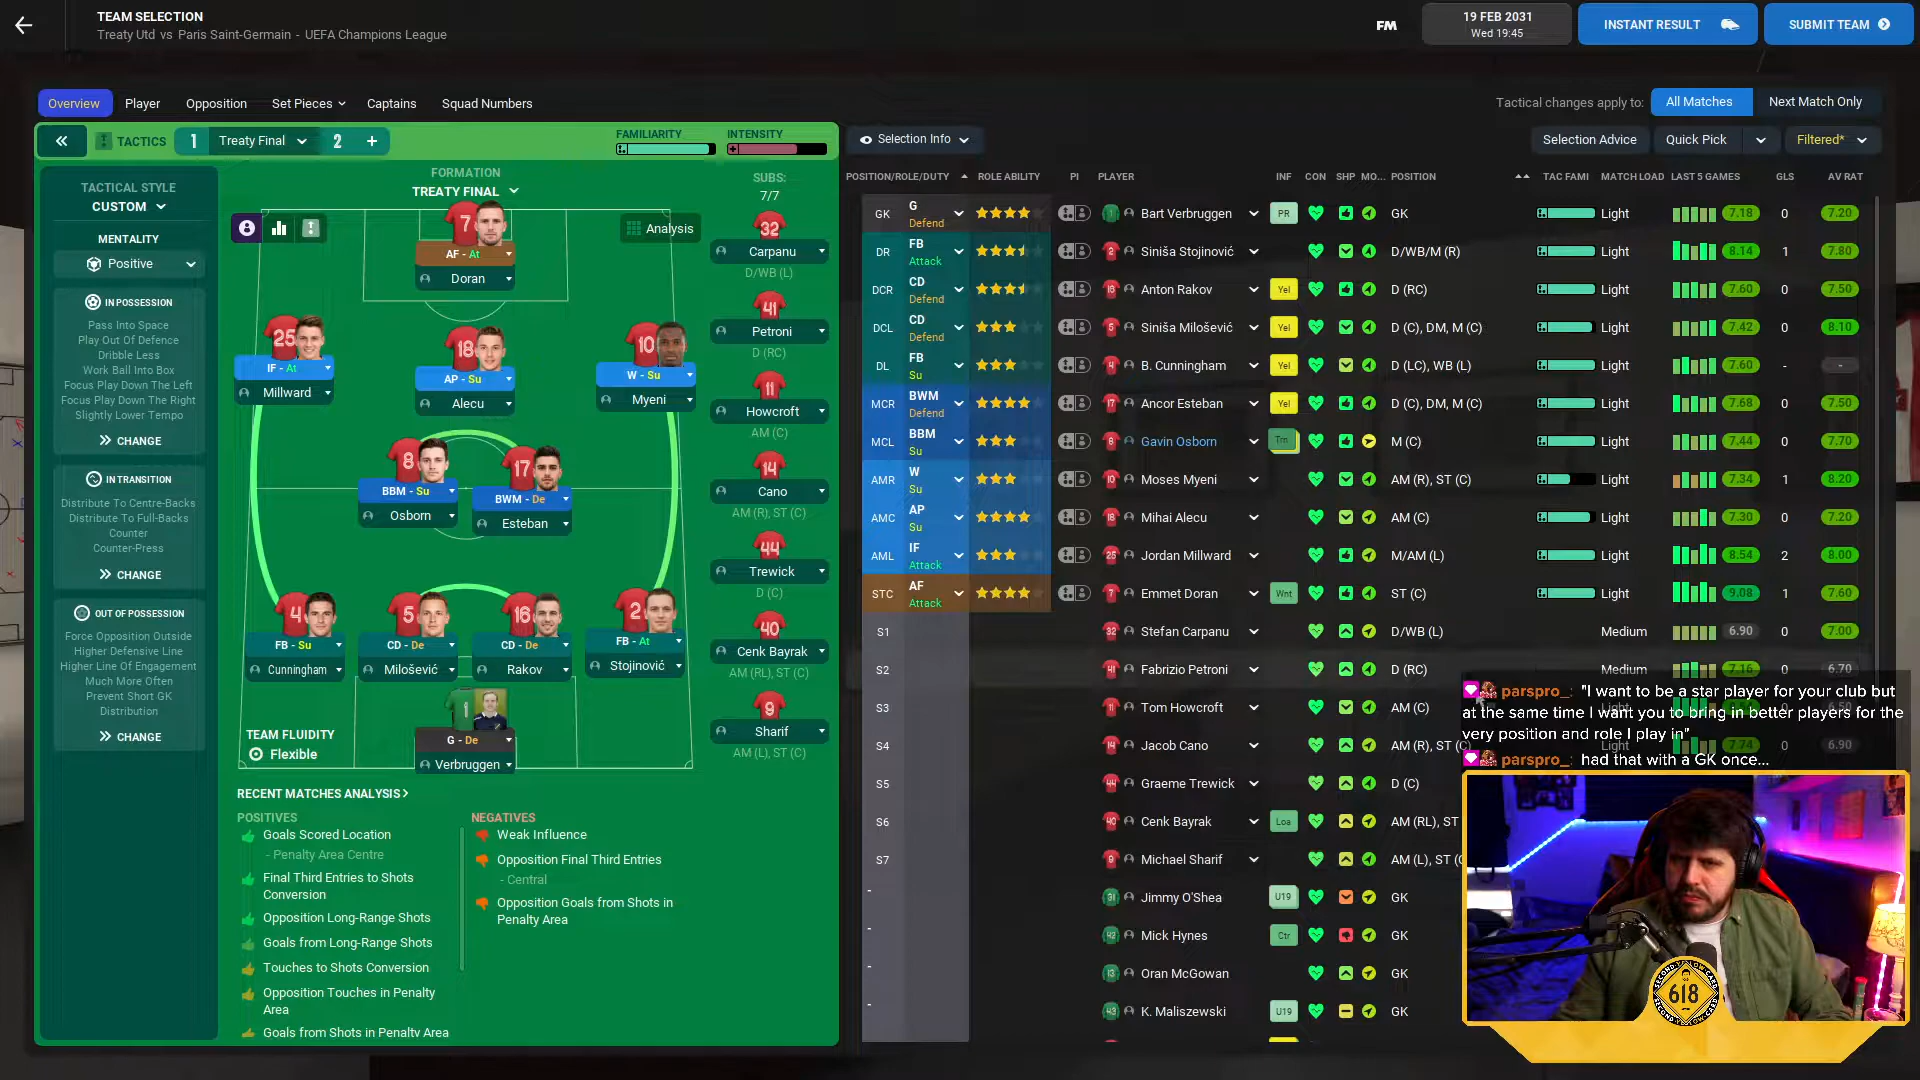 TEAM SELECTION
Treaty Utd vs Paris Saint-Germain - UEFA Champions League
FM
19 FEB 2031
Wed 19:45
INSTANT RESULT
SUBMIT TEAM
Overview Player Opposition Set Pieces Captains Squad Numbers
Tactical changes apply to: All Matches Next Match Only
TACTICS 1 Treaty Final 2 +
FAMILIARITY INTENSITY
Selection Info
Selection Advice Quick Pick Filtered*
TACTICAL STYLE
CUSTOM
MENTALITY
Positive
IN POSSESSION
Pass Into Space
Play Out Of Defence
Dribble Less
Work Ball Into Box
Focus Play Down The Left
Focus Play Down The Right
Slightly Lower Tempo
CHANGE
IN TRANSITION
Distribute To Centre-Backs
Distribute To Full-Backs
Counter
Counter-Press
CHANGE
OUT OF POSSESSION
Force Opposition Outside
Higher Defensive Line
Higher Line Of Engagement
Much More Often
Prevent Short GK
Distribution
CHANGE
FORMATION
TREATY FINAL
Analysis
7
AF - At
Doran
25
IF - At
Millward
18
AP - Su
Alecu
10
W - Su
Myeni
8
BBM - Su
Osborn
17
BWM - De
Esteban
4
FB - Su
Cunningham
5
CD - De
Milošević
16
CD - De
Rakov
2
FB - At
Stojinović
1
G - De
Verbruggen
TEAM FLUIDITY
Flexible
SUBS:
7/7
32
Carpanu
D/WB (L)
41
Petroni
D (RC)
11
Howcroft
AM (C)
14
Cano
AM (R), ST (C)
44
Trewick
D (C)
40
Cenk Bayrak
AM (RL), ST (C)
9
Sharif
AM (L), ST (C)
RECENT MATCHES ANALYSIS >
POSITIVES
Goals Scored Location
- Penalty Area Centre
Final Third Entries to Shots
Conversion
Opposition Long-Range Shots
Goals from Long-Range Shots
Touches to Shots Conversion
Opposition Touches in Penalty
Area
Goals from Shots in Penalty Area
NEGATIVES
Weak Influence
Opposition Final Third Entries
- Central
Opposition Goals from Shots in
Penalty Area
POSITION/ROLE/DUTY ROLE ABILITY PI PLAYER INF CON SHP MO... POSITION TAC FAMI MATCH LOAD LAST 5 GAMES GLS AV RAT
GK G Defend Bart Verbruggen PR GK Light 7.18 0 7.20
DR FB Attack Siniša Stojinović D/WB/M (R) Light 8.14 1 7.80
DCR CD Defend Anton Rakov Yel D (RC) Light 7.60 0 7.50
DCL CD Defend Siniša Milošević Yel D (C), DM, M (C) Light 7.42 0 8.10
DL FB Su B. Cunningham Yel D (LC), WB (L) Light 7.60 - -
MCR BWM Defend Ancor Esteban Yel D (C), DM, M (C) Light 7.68 0 7.50
MCL BBM Su Gavin Osborn Trn M (C) Light 7.44 0 7.70
AMR W Su Moses Myeni AM (R), ST (C) Light 7.34 1 8.20
AMC AP Su Mihai Alecu AM (C) Light 7.30 0 7.20
AML IF Attack Jordan Millward M/AM (L) Light 8.54 2 8.00
STC AF Attack Emmet Doran Wnt ST (C) Light 9.08 1 7.60
S1 Stefan Carpanu D/WB (L) Medium 6.90 0 7.00
S2 Fabrizio Petroni D (RC) Medium 7.16 0 6.70
S3 Tom Howcroft AM (C)
S4 Jacob Cano AM (R), ST (C) Light 7.74 0 6.90
S5 Graeme Trewick D (C)
S6 Cenk Bayrak Loa AM (RL), ST
S7 Michael Sharif AM (L), ST (C
- Jimmy O'Shea U19 GK
- Mick Hynes Ctr GK
- Oran McGowan GK
- K. Maliszewski U19 GK
parspro_: "I want to be a star player for your club but
at the same time I want you to bring in better players for the
very position and role I play in"
parspro_: had that with a GK once...
SECOND YELLOW CARD
618